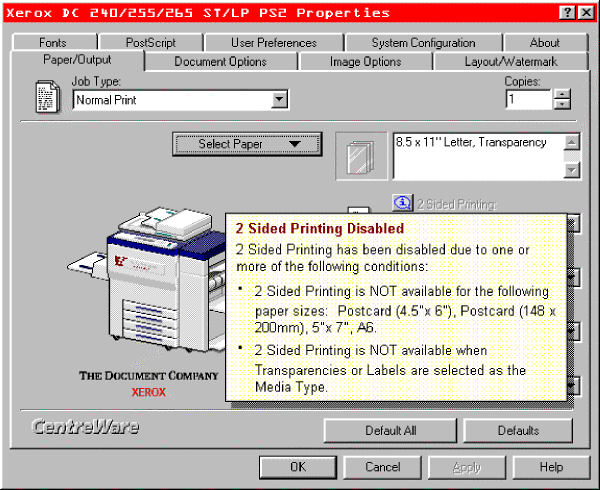 Xerox DC 240/255/265 ST/LP PS2 Properties
Fonts
PostScript
User Preferences
System Configuration
About
Paper/Output
Document Options
Image Options
Layout/Watermark
Job Type:
Normal Print
Copies:
1
Select Paper
8.5 x 11" Letter, Transparency
2 Sided Printing:
2 Sided Printing Disabled
2 Sided Printing has been disabled due to one or
more of the following conditions:
• 2 Sided Printing is NOT available for the following
paper sizes: Postcard (4.5"x 6"), Postcard (148 x
200mm), 5"x 7", A6.
• 2 Sided Printing is NOT available when
Transparencies or Labels are selected as the
Media Type.
THE DOCUMENT COMPANY
XEROX
CentreWare
Default All
Defaults
OK
Cancel
Apply
Help